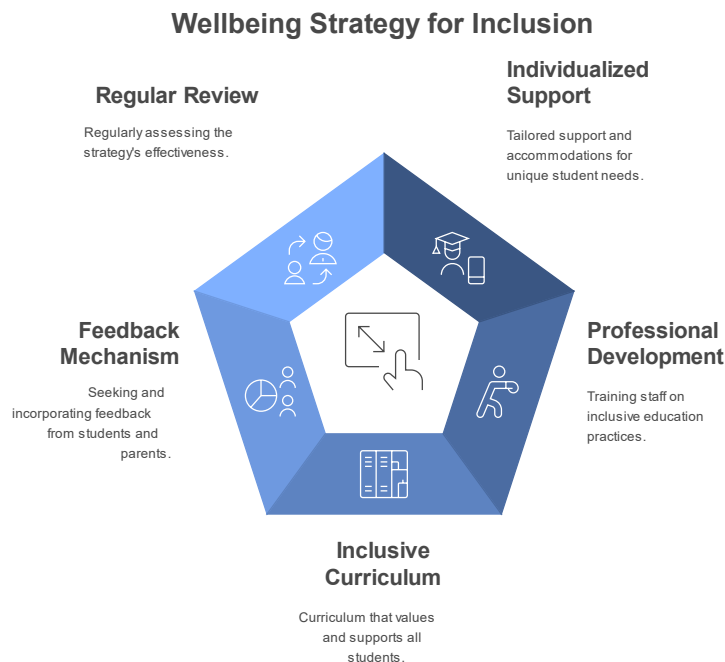 Wellbeing Strategy for Inclusion
Individualized
Support
Tailored support and
accommodations for
unique student needs.
Regular Review
Regularly assessing the
strategy's effectiveness.
Professional
Development
Training staff on
inclusive education
practices.
Feedback
Mechanism
Seeking and
incorporating feedback
from students and
parents.
Inclusive
Curriculum
Curriculum that values
and supports all
students.